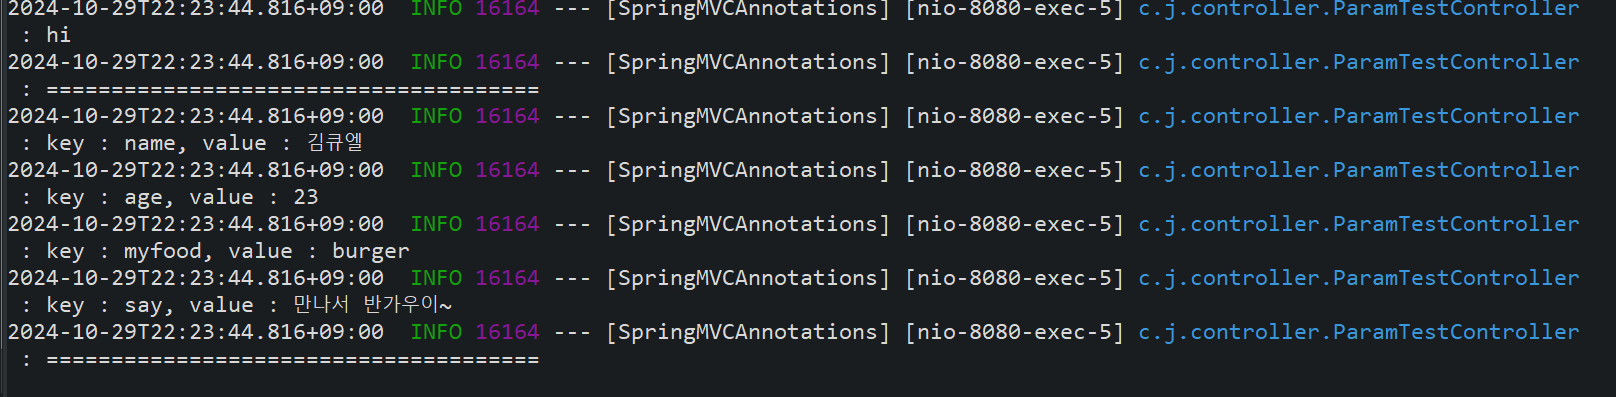 2024-10-29T22:23:44.816+09:00  INFO 16164 --- [SpringMVCAnnotations] [nio-8080-exec-5] c.j.controller.ParamTestController
: hi
2024-10-29T22:23:44.816+09:00  INFO 16164 --- [SpringMVCAnnotations] [nio-8080-exec-5] c.j.controller.ParamTestController
: ======================================
2024-10-29T22:23:44.816+09:00  INFO 16164 --- [SpringMVCAnnotations] [nio-8080-exec-5] c.j.controller.ParamTestController
: key : name, value : 김큐엘
2024-10-29T22:23:44.816+09:00  INFO 16164 --- [SpringMVCAnnotations] [nio-8080-exec-5] c.j.controller.ParamTestController
: key : age, value : 23
2024-10-29T22:23:44.816+09:00  INFO 16164 --- [SpringMVCAnnotations] [nio-8080-exec-5] c.j.controller.ParamTestController
: key : myfood, value : burger
2024-10-29T22:23:44.816+09:00  INFO 16164 --- [SpringMVCAnnotations] [nio-8080-exec-5] c.j.controller.ParamTestController
: key : say, value : 만나서 반가우이~
2024-10-29T22:23:44.816+09:00  INFO 16164 --- [SpringMVCAnnotations] [nio-8080-exec-5] c.j.controller.ParamTestController
: ======================================